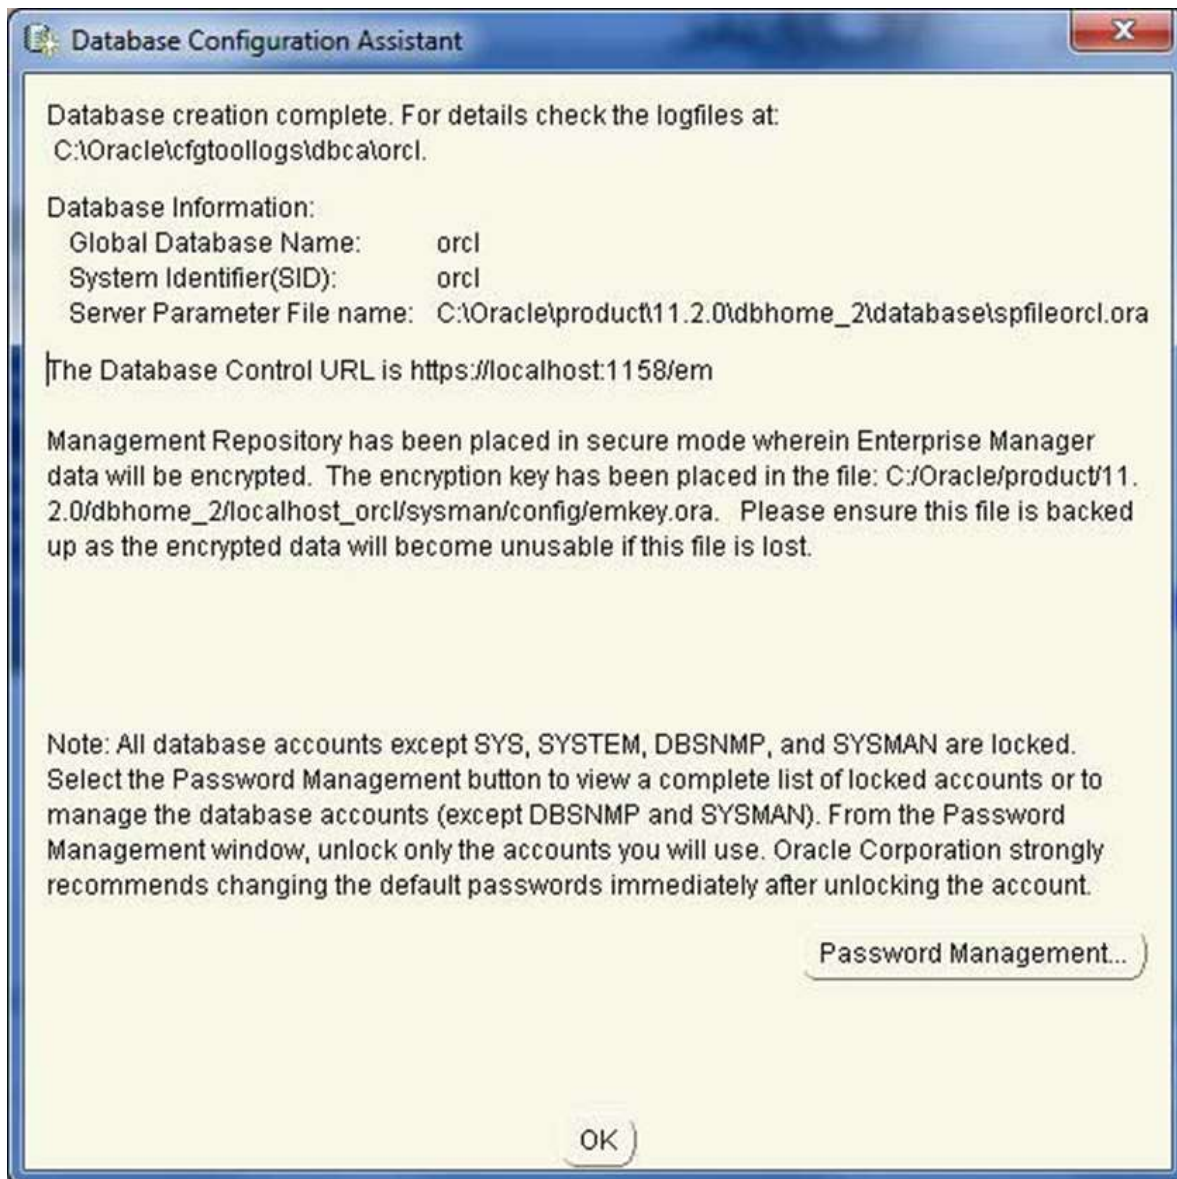 Database Configuration Assistant
Database creation complete. For details check the logfiles at:
C:\Oracle\cfgtoollogs\dbca\orcl.
Database Information:
Global Database Name: orcl
System Identifier(SID): orcl
Server Parameter File name: C:\Oracle\product\11.2.0\dbhome_2\database\spfileorcl.ora
The Database Control URL is https://localhost:1158/em
Management Repository has been placed in secure mode wherein Enterprise Manager
data will be encrypted. The encryption key has been placed in the file: C:/Oracle/product/11.
2.0/dbhome_2/localhost_orcl/sysman/config/emkey.ora. Please ensure this file is backed
up as the encrypted data will become unusable if this file is lost.
Note: All database accounts except SYS, SYSTEM, DBSNMP, and SYSMAN are locked.
Select the Password Management button to view a complete list of locked accounts or to
manage the database accounts (except DBSNMP and SYSMAN). From the Password
Management window, unlock only the accounts you will use. Oracle Corporation strongly
recommends changing the default passwords immediately after unlocking the account.
Password Management...
OK